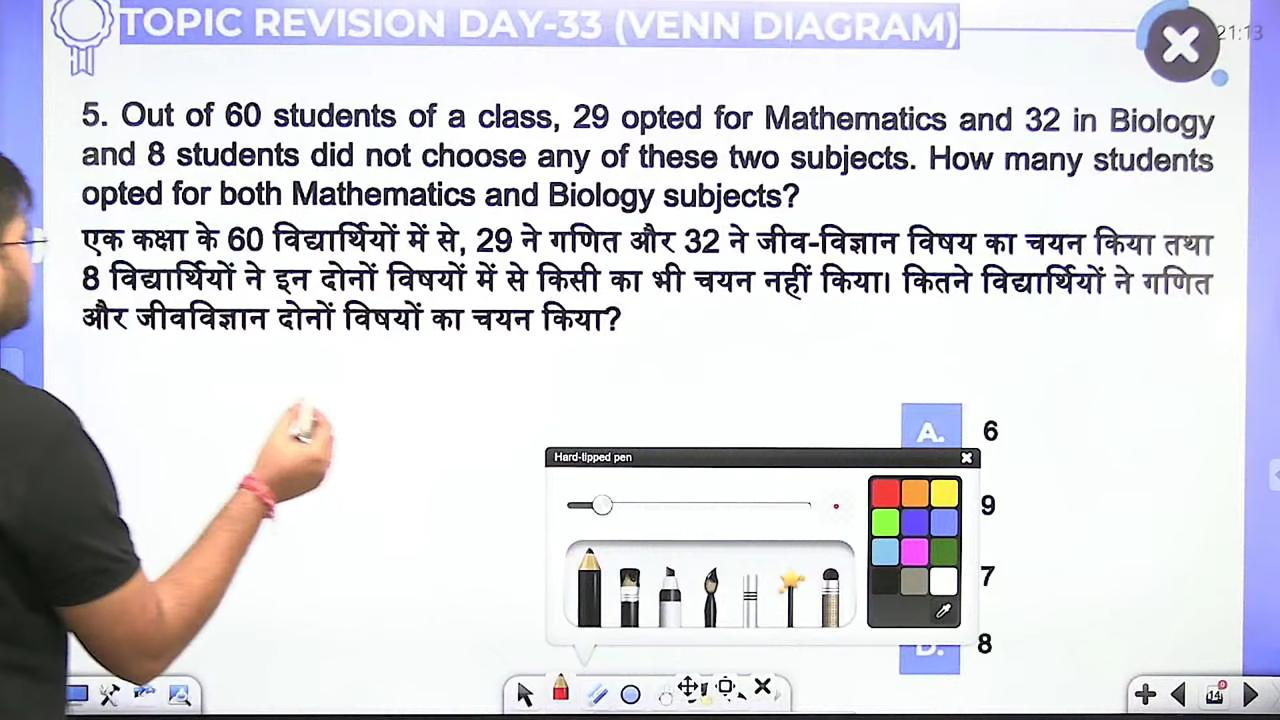 TOPIC REVISION DAY-33 (VENN DIAGRAM)
21:13
5. Out of 60 students of a class, 29 opted for Mathematics and 32 in Biology
and 8 students did not choose any of these two subjects. How many students
opted for both Mathematics and Biology subjects?
एक कक्षा के 60 विद्यार्थियों में से, 29 ने गणित और 32 ने जीव-विज्ञान विषय का चयन किया तथा
8 विद्यार्थियों ने इन दोनों विषयों में से किसी का भी चयन नहीं किया। कितने विद्यार्थियों ने गणित
और जीवविज्ञान दोनों विषयों का चयन किया?
A. 6
Hard-tipped pen
9
7
D. 8
14